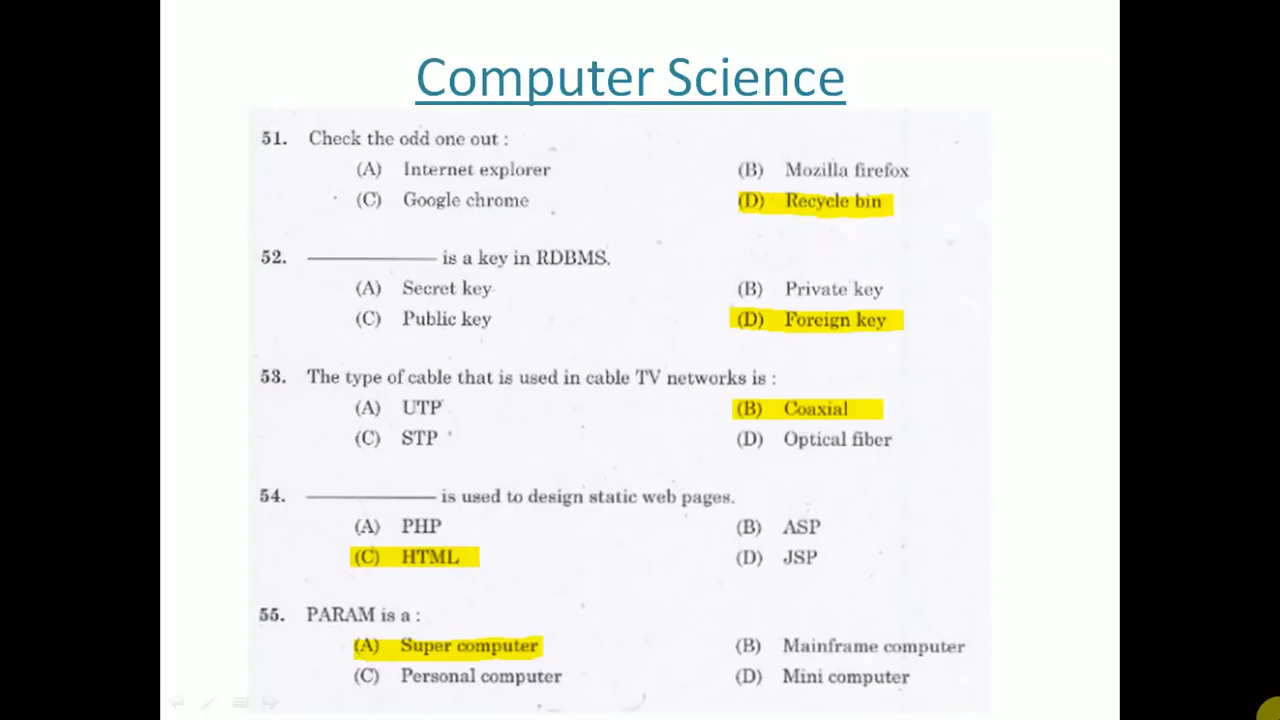 Computer Science
51. Check the odd one out :
(A) Internet explorer (B) Mozilla firefox
(C) Google chrome (D) Recycle bin
52. ____________ is a key in RDBMS.
(A) Secret key (B) Private key
(C) Public key (D) Foreign key
53. The type of cable that is used in cable TV networks is :
(A) UTP (B) Coaxial
(C) STP (D) Optical fiber
54. ____________ is used to design static web pages.
(A) PHP (B) ASP
(C) HTML (D) JSP
55. PARAM is a :
(A) Super computer (B) Mainframe computer
(C) Personal computer (D) Mini computer